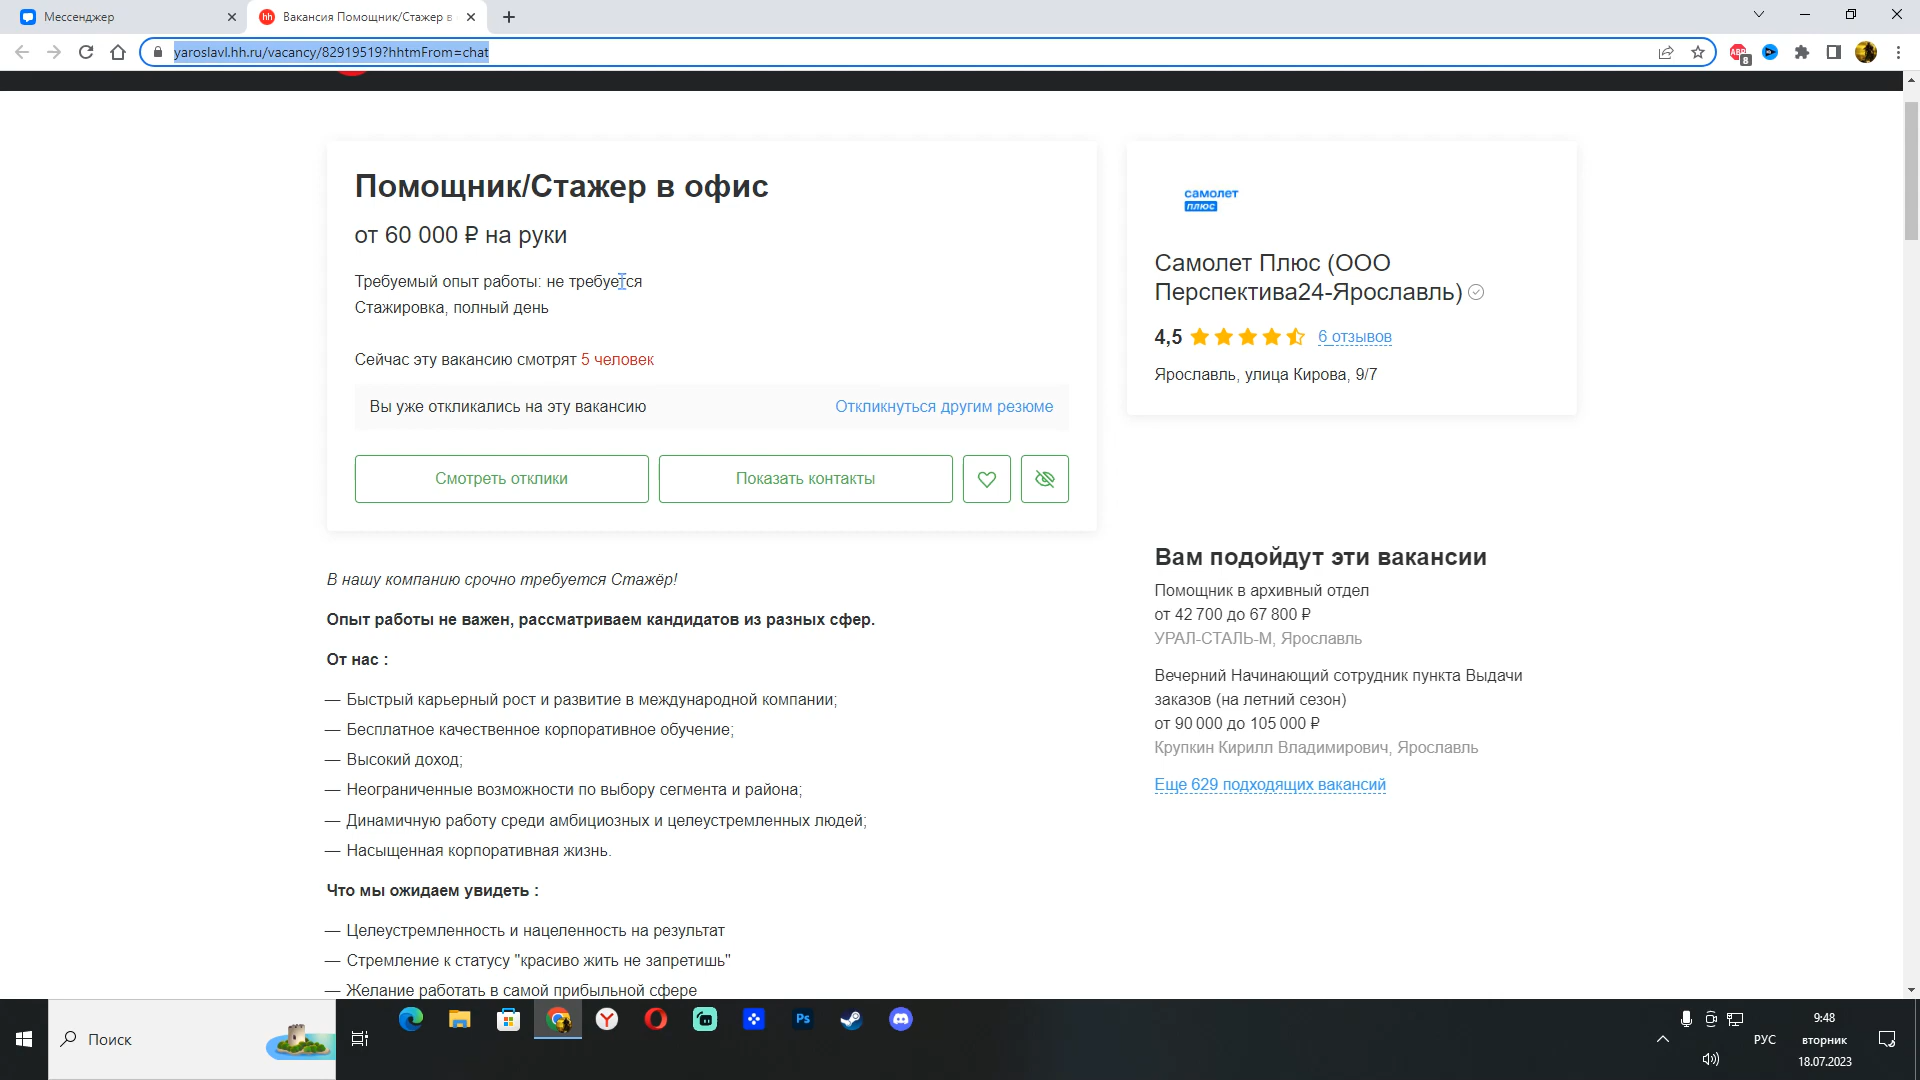 Мессенджер
Вакансия Помощник/Стажер в
yaroslavl.hh.ru/vacancy/82919519?hhtmFrom=chat
Помощник/Стажер в офис
от 60 000 ₽ на руки
Требуемый опыт работы: не требуется
Стажировка, полный день
Сейчас эту вакансию смотрят 5 человек
Вы уже откликались на эту вакансию
Откликнуться другим резюме
Смотреть отклики
Показать контакты
самолет
плюс
Самолет Плюс (ООО
Перспектива24-Ярославль)
4,5
6 отзывов
Ярославль, улица Кирова, 9/7
В нашу компанию срочно требуется Стажёр!
Опыт работы не важен, рассматриваем кандидатов из разных сфер.
От нас :
— Быстрый карьерный рост и развитие в международной компании;
— Бесплатное качественное корпоративное обучение;
— Высокий доход;
— Неограниченные возможности по выбору сегмента и района;
— Динамичную работу среди амбициозных и целеустремленных людей;
— Насыщенная корпоративная жизнь.
Что мы ожидаем увидеть :
— Целеустремленность и нацеленность на результат
— Стремление к статусу "красиво жить не запретишь"
— Желание работать в самой прибыльной сфере
Вам подойдут эти вакансии
Помощник в архивный отдел
от 42 700 до 67 800 ₽
УРАЛ-СТАЛЬ-М, Ярославль
Вечерний Начинающий сотрудник пункта Выдачи
заказов (на летний сезон)
от 90 000 до 105 000 ₽
Крупкин Кирилл Владимирович, Ярославль
Еще 629 подходящих вакансий
Поиск
РУС
9:48
вторник
18.07.2023
hh
ABP
8
Ps